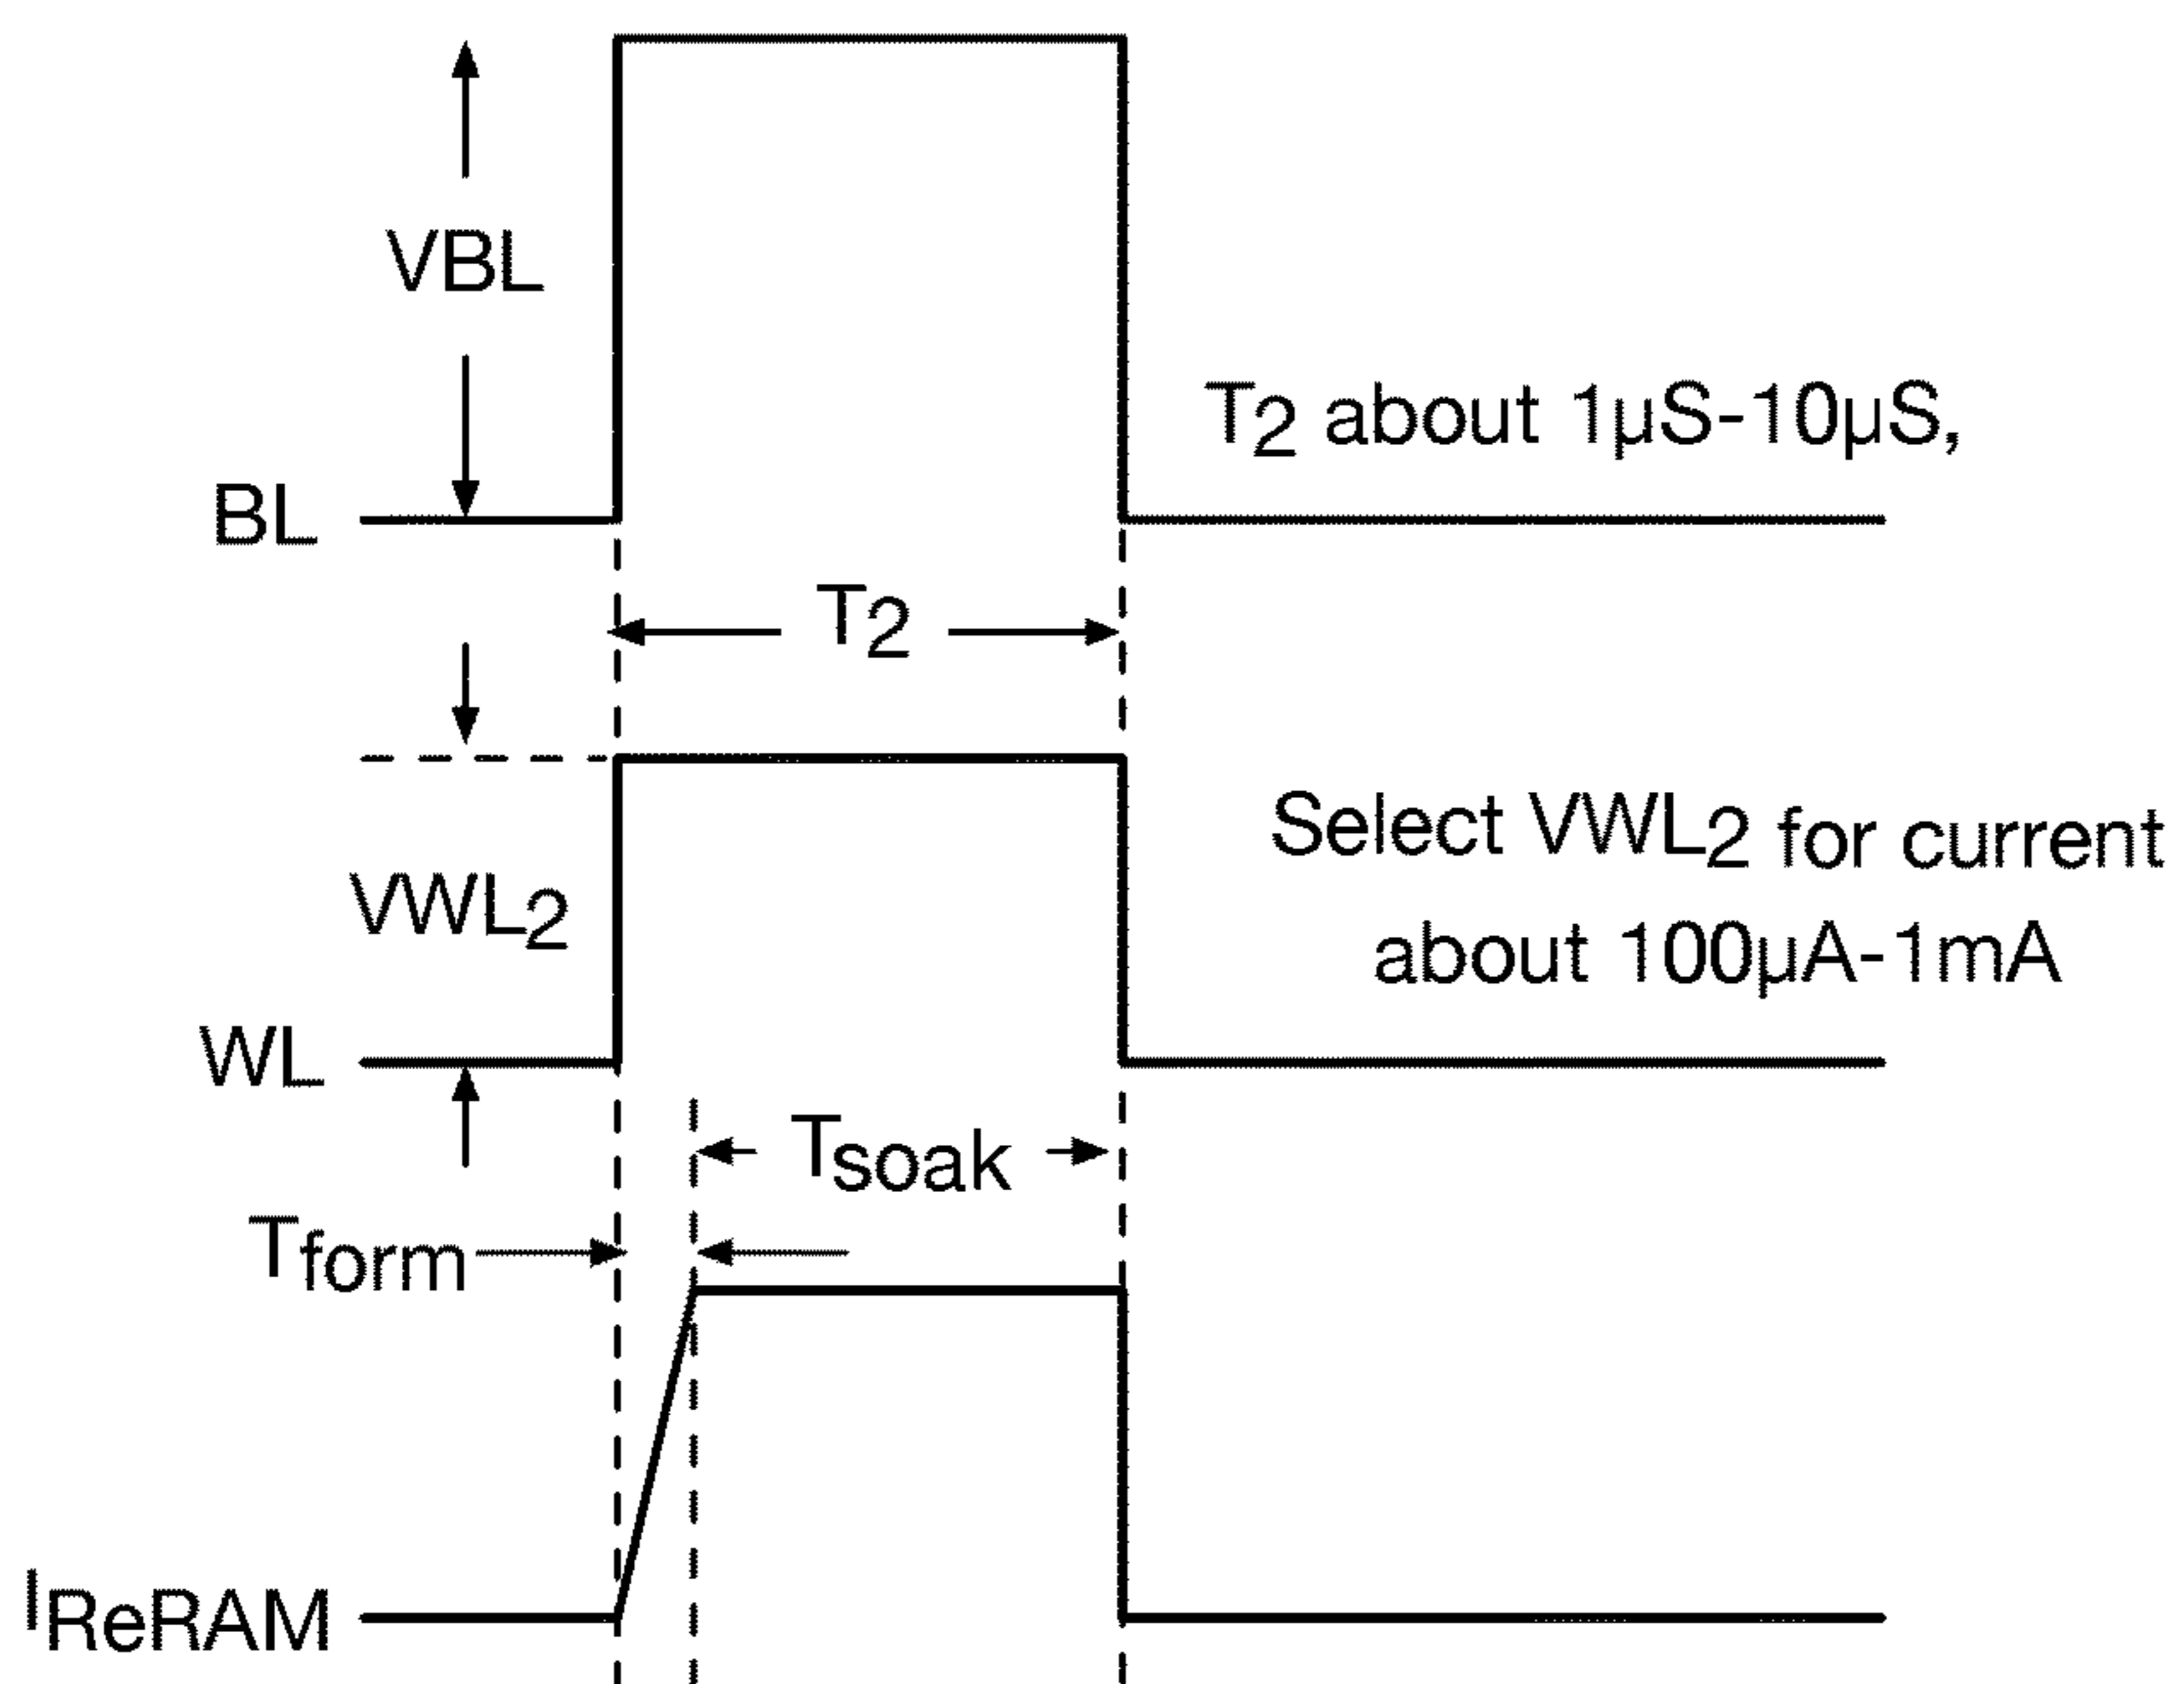 VBL
T2 about 1µS-10µS,
BL
T2
VWL2
Select VWL2 for current
about 100µA-1mA
WL
Tsoak
Tform
IReRAM